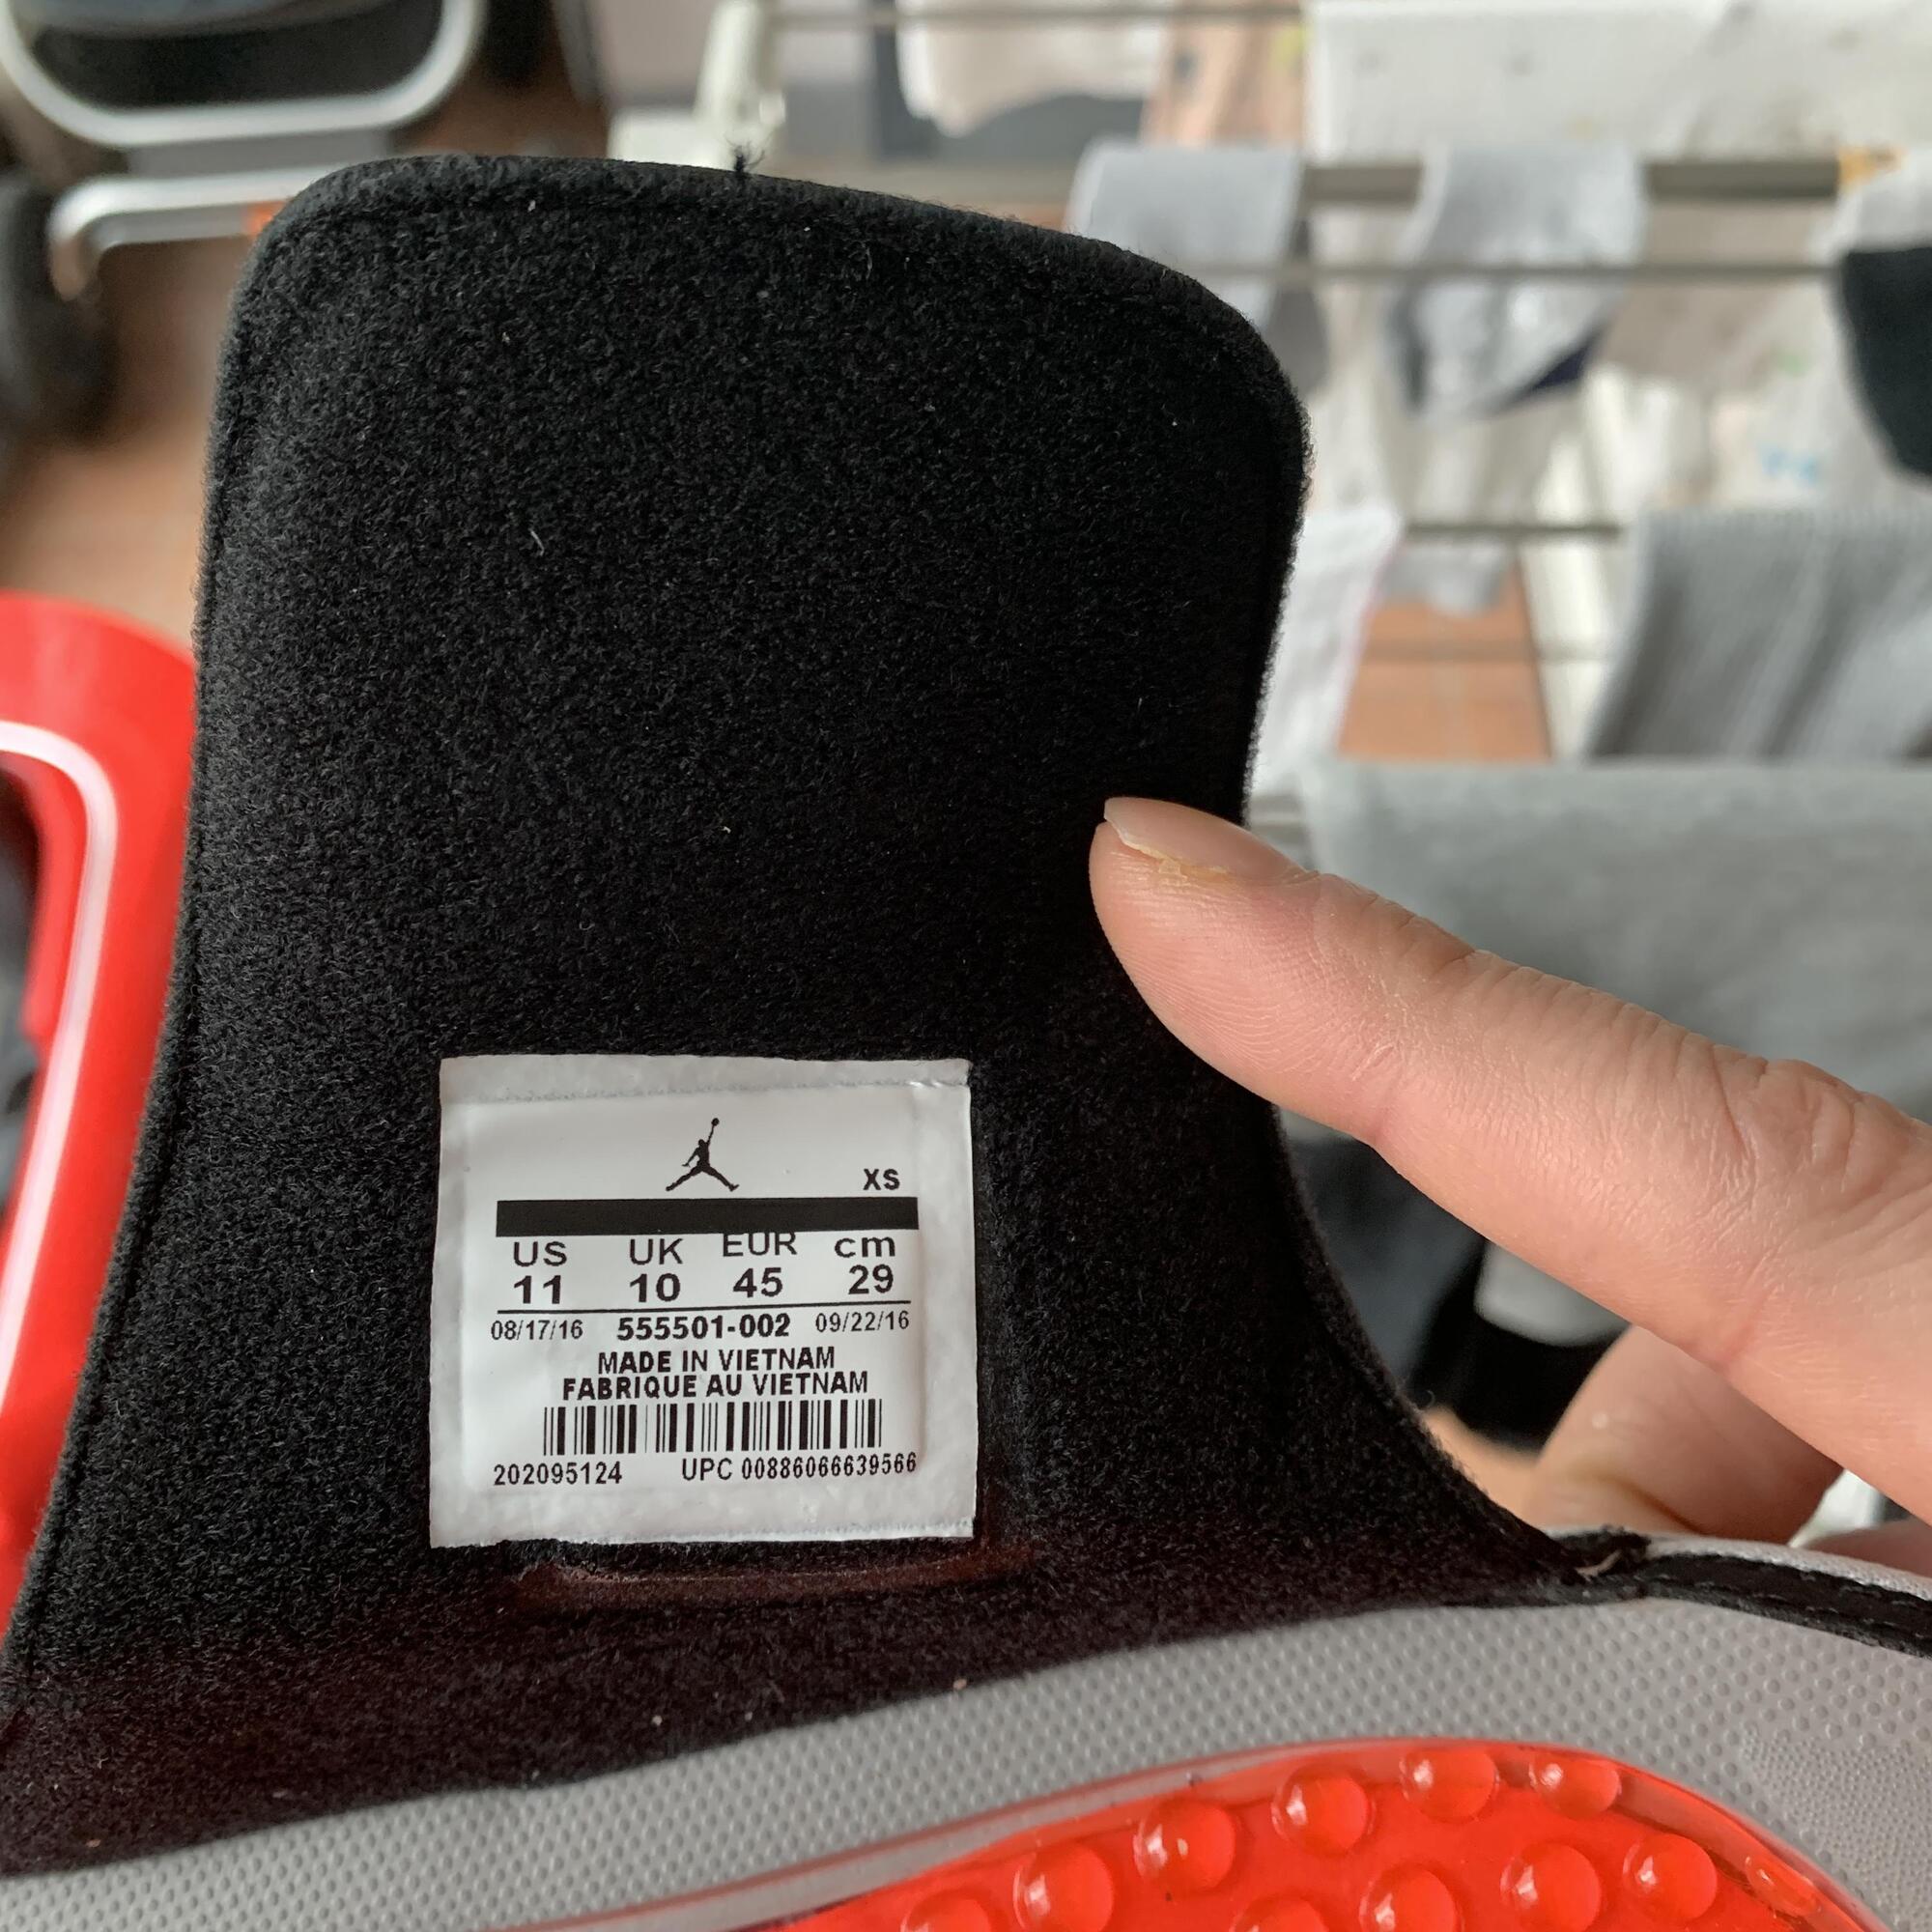 XS
US UK EUR cm
11 10 45 29
08/17/16 555501-002 09/22/16
MADE IN VIETNAM
FABRIQUE AU VIETNAM
202095124 UPC 00886066639566